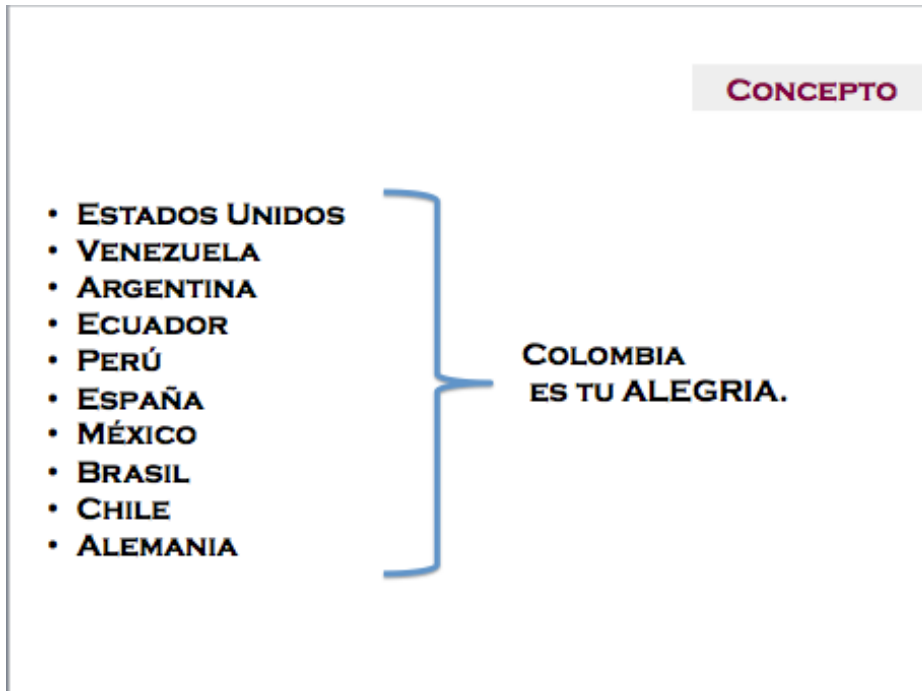 CONCEPTO
• ESTADOS UNIDOS
• VENEZUELA
• ARGENTINA
• ECUADOR
• PERÚ
• ESPAÑA
• MÉXICO
• BRASIL
• CHILE
• ALEMANIA
COLOMBIA
ES TU ALEGRIA.